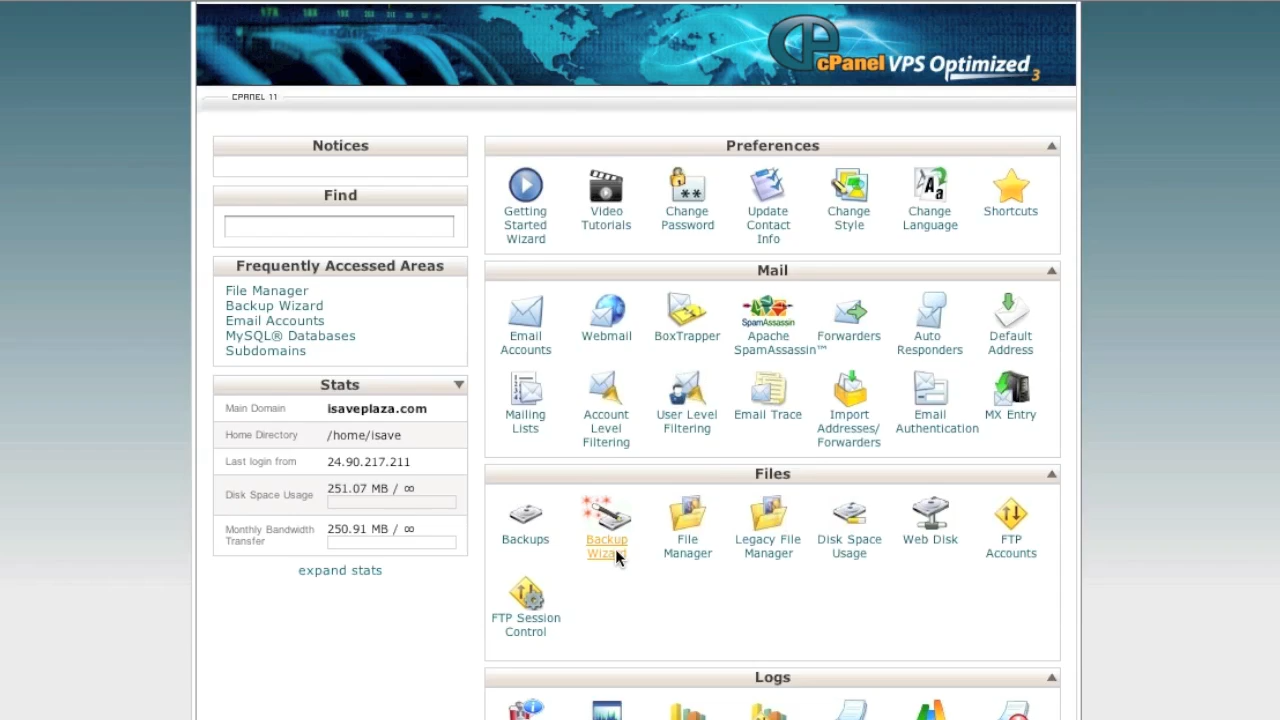 cPanel VPS Optimized 3
CPANEL 11
Notices
Find
Frequently Accessed Areas
File Manager
Backup Wizard
Email Accounts
MySQL® Databases
Subdomains
Stats
Main Domain isaveplaza.com
Home Directory /home/isave
Last login from 24.90.217.211
Disk Space Usage 251.07 MB / ∞
Monthly Bandwidth
Transfer
250.91 MB / ∞
expand stats
Preferences
Getting
Started
Wizard
Video
Tutorials
Change
Password
Update
Contact
Info
Change
Style
Change
Language
Shortcuts
Mail
Email
Accounts
Webmail
BoxTrapper
SpamAssassin
Apache
SpamAssassin™
Forwarders
Auto
Responders
Default
Address
Mailing
Lists
Account
Level
Filtering
User Level
Filtering
Email Trace
Import
Addresses/
Forwarders
Email
Authentication
MX Entry
Files
Backups
Backup
Wizard
File
Manager
Legacy File
Manager
Disk Space
Usage
Web Disk
FTP
Accounts
FTP Session
Control
Logs